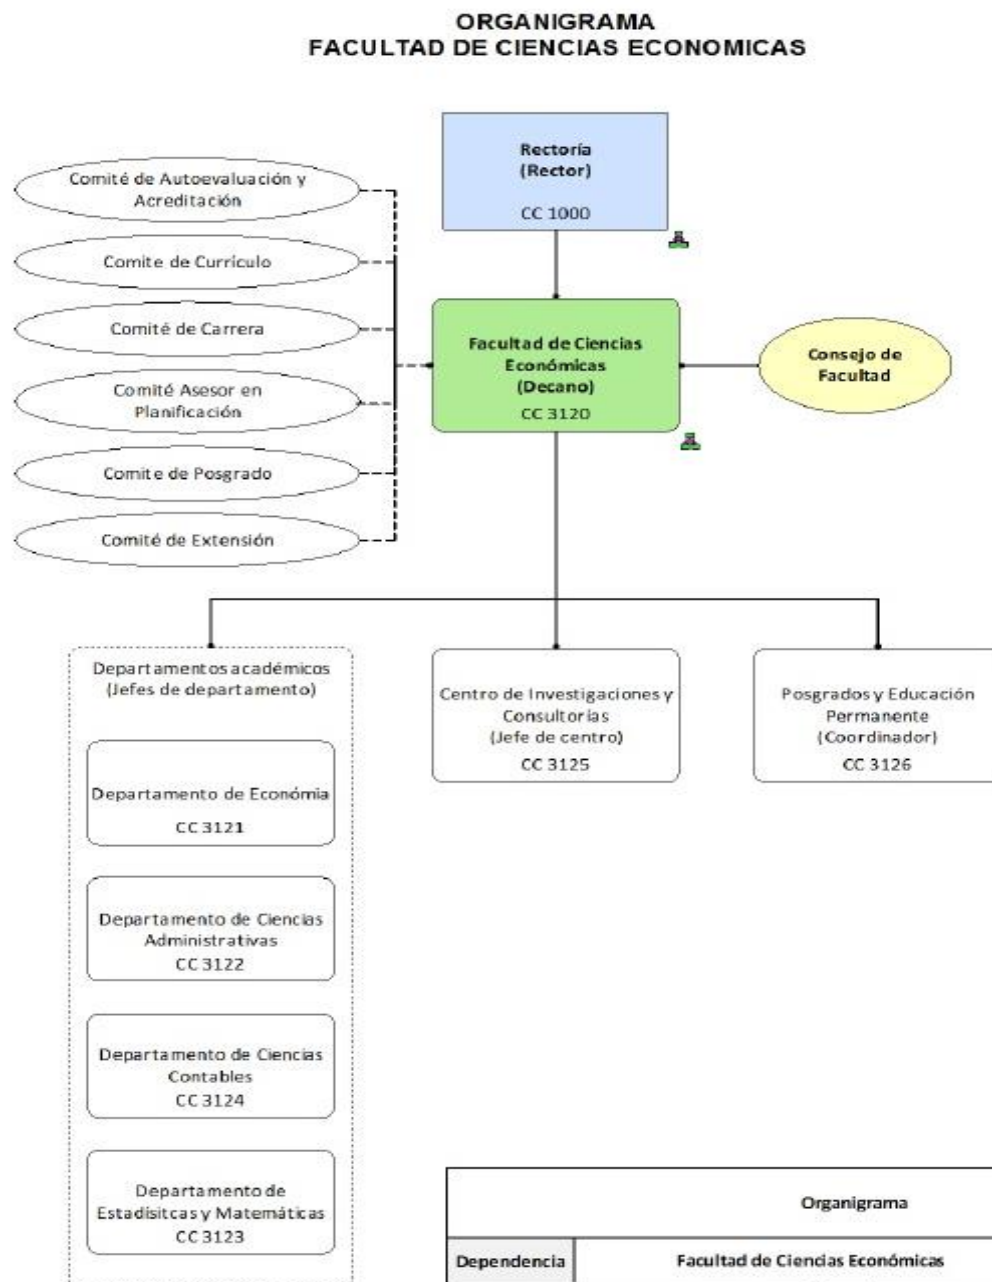 ORGANIGRAMA
FACULTAD DE CIENCIAS ECONOMICAS
Rectoría
(Rector)
CC 1000
Comité de Autoevaluación y
Acreditación
Comite de Currículo
Comité de Carrera
Comité Asesor en
Planificación
Comite de Posgrado
Comité de Extensión
Facultad de Ciencias
Económicas
(Decano)
CC 3120
Consejo de
Facultad
Departamentos académicos
(Jefes de departamento)
Departamento de Económia
CC 3121
Departamento de Ciencias
Administrativas
CC 3122
Departamento de Ciencias
Contables
CC 3124
Departamento de
Estadísitcas y Matemáticas
CC 3123
Centro de Investigaciones y
Consultorías
(Jefe de centro)
CC 3125
Posgrados y Educación
Permanente
(Coordinador)
CC 3126
Organigrama
Dependencia Facultad de Ciencias Económicas